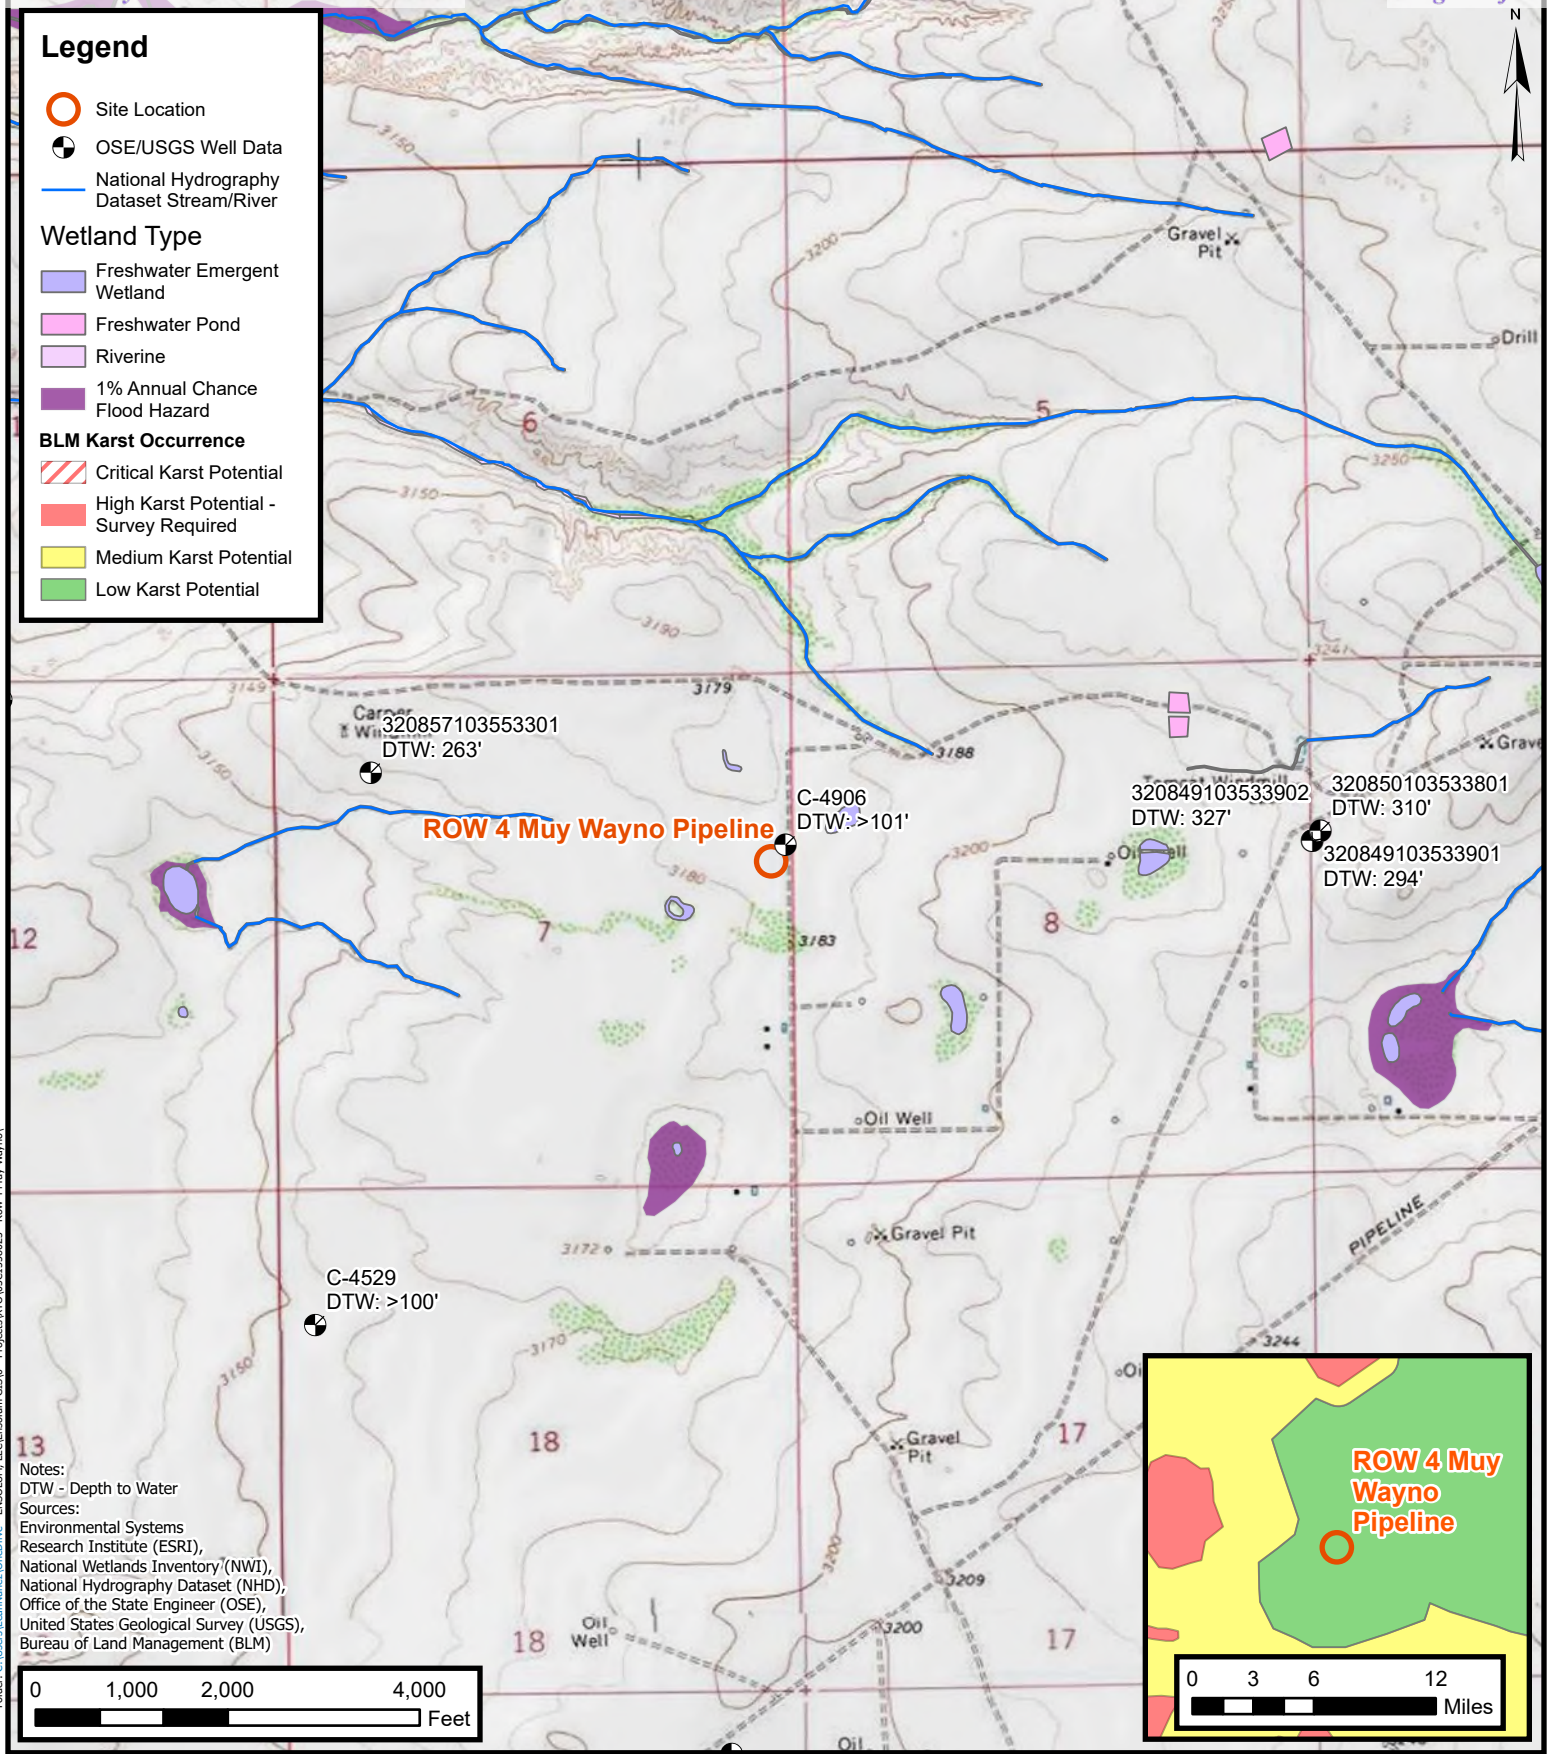 N
Legend
Site Location
OSE/USGS Well Data
National Hydrography
Dataset Stream/River
Wetland Type
Freshwater Emergent
Wetland
Freshwater Pond
Riverine
1% Annual Chance
Flood Hazard
BLM Karst Occurrence
Critical Karst Potential
High Karst Potential -
Survey Required
Medium Karst Potential
Low Karst Potential
3150
3200
Gravel
Pit
Drill
6
5
3250
3150
3190
3241
3149
3179
3188
Carper
320857103553301
DTW: 263'
3150
C-4906
DTW: >101'
ROW 4 Muy Wayno Pipeline
320849103533902
DTW: 327'
320850103533801
DTW: 310'
320849103533901
DTW: 294'
3200
3180
12
7
8
3183
Oil Well
Gravel Pit
3172
PIPELINE
C-4529
DTW: >100'
3170
3150
3244
13
18
17
Gravel
Pit
3200
3209
3200
Oil
Well
18
17
Oil
Notes:
DTW - Depth to Water
Sources:
Environmental Systems
Research Institute (ESRI),
National Wetlands Inventory (NWI),
National Hydrography Dataset (NHD),
Office of the State Engineer (OSE),
United States Geological Survey (USGS),
Bureau of Land Management (BLM)
0 1,000 2,000 4,000
Feet
ROW 4 Muy
Wayno
Pipeline
0 3 6 12
Miles